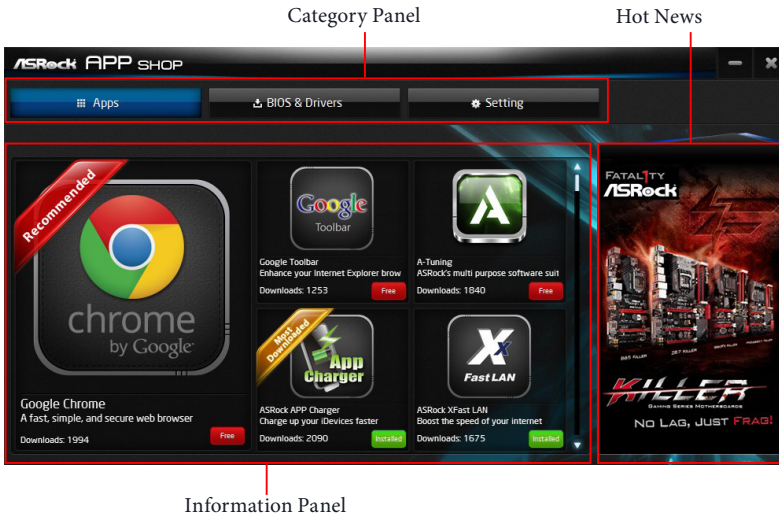 Category Panel
Hot News
ASRock APP SHOP
Apps
BIOS & Drivers
Setting
Recommended
chrome
by Google
Google Chrome
A fast, simple, and secure web browser
Downloads: 1994
Free
Google
Toolbar
Google Toolbar
Enhance your Internet Explorer brow
Downloads: 1253
Free
A-Tuning
ASRock's multi purpose software suit
Downloads: 1840
Free
Most
Downloaded
App
Charger
ASRock APP Charger
Charge up your iDevices faster
Downloads: 2090
Installed
Fast LAN
ASRock XFast LAN
Boost the speed of your internet
Downloads: 1675
Installed
FATAL1TY
ASRock
B85 KILLER
Z87 KILLER
KILLER
GAMING SERIES MOTHERBOARDS
NO LAG, JUST FRAG!
Information Panel